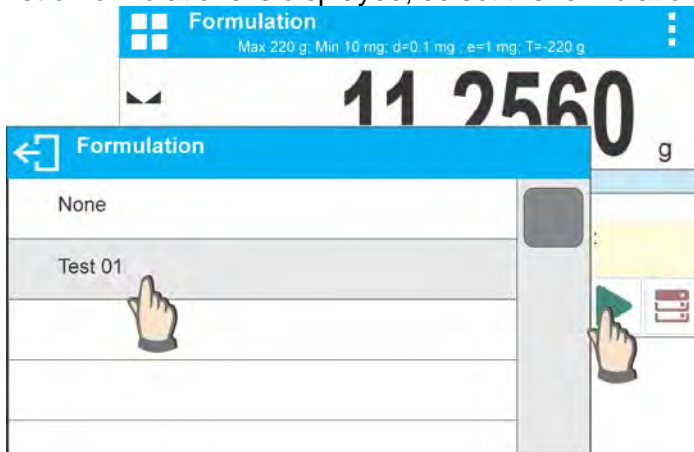 Formulation
Max 220 g; Min 10 mg; d=0.1 mg ; e=1 mg; T=-220 g
11.2560
g
Formulation
None
Test 01
: